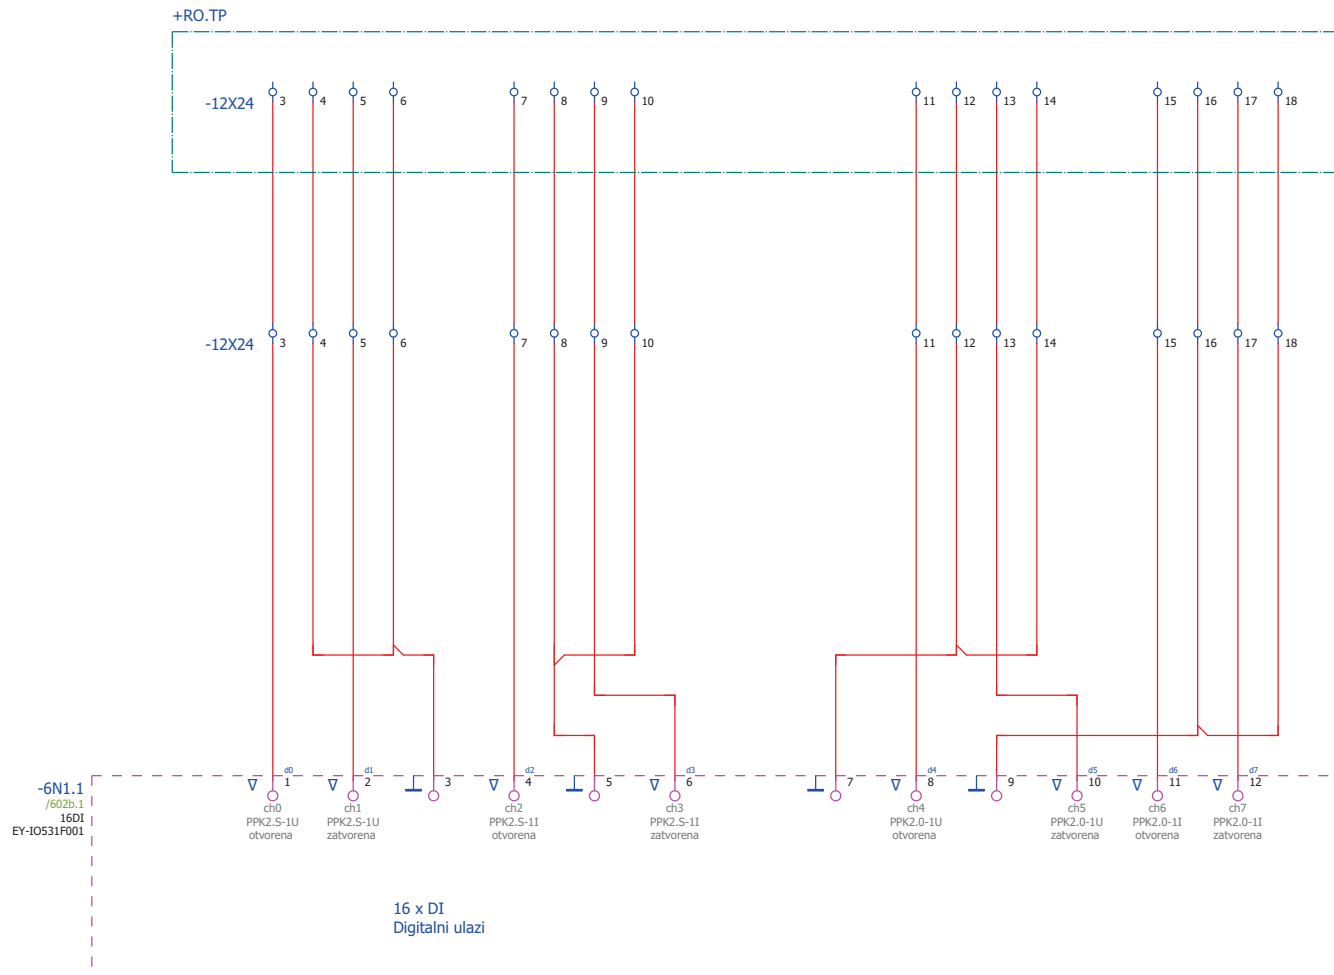 +RO.TP
-12X24 3 4 5 6 7 8 9 10 11 12 13 14 15 16 17 18
-12X24 3 4 5 6 7 8 9 10 11 12 13 14 15 16 17 18
d0 d1 d2 d3 d4 d5 d6 d7
1 2 3 4 5 6 7 8 9 10 11 12
-6N1.1
/602b.1
16DI
EY-IO531F001
ch0 ch1 ch2 ch3 ch4 ch5 ch6 ch7
PPK2.S-1U PPK2.S-1U PPK2.S-1I PPK2.S-1I PPK2.0-1U PPK2.0-1U PPK2.0-1I PPK2.0-1I
otvorena zatvorena otvorena zatvorena otvorena zatvorena otvorena zatvorena
16 x DI
Digitalni ulazi